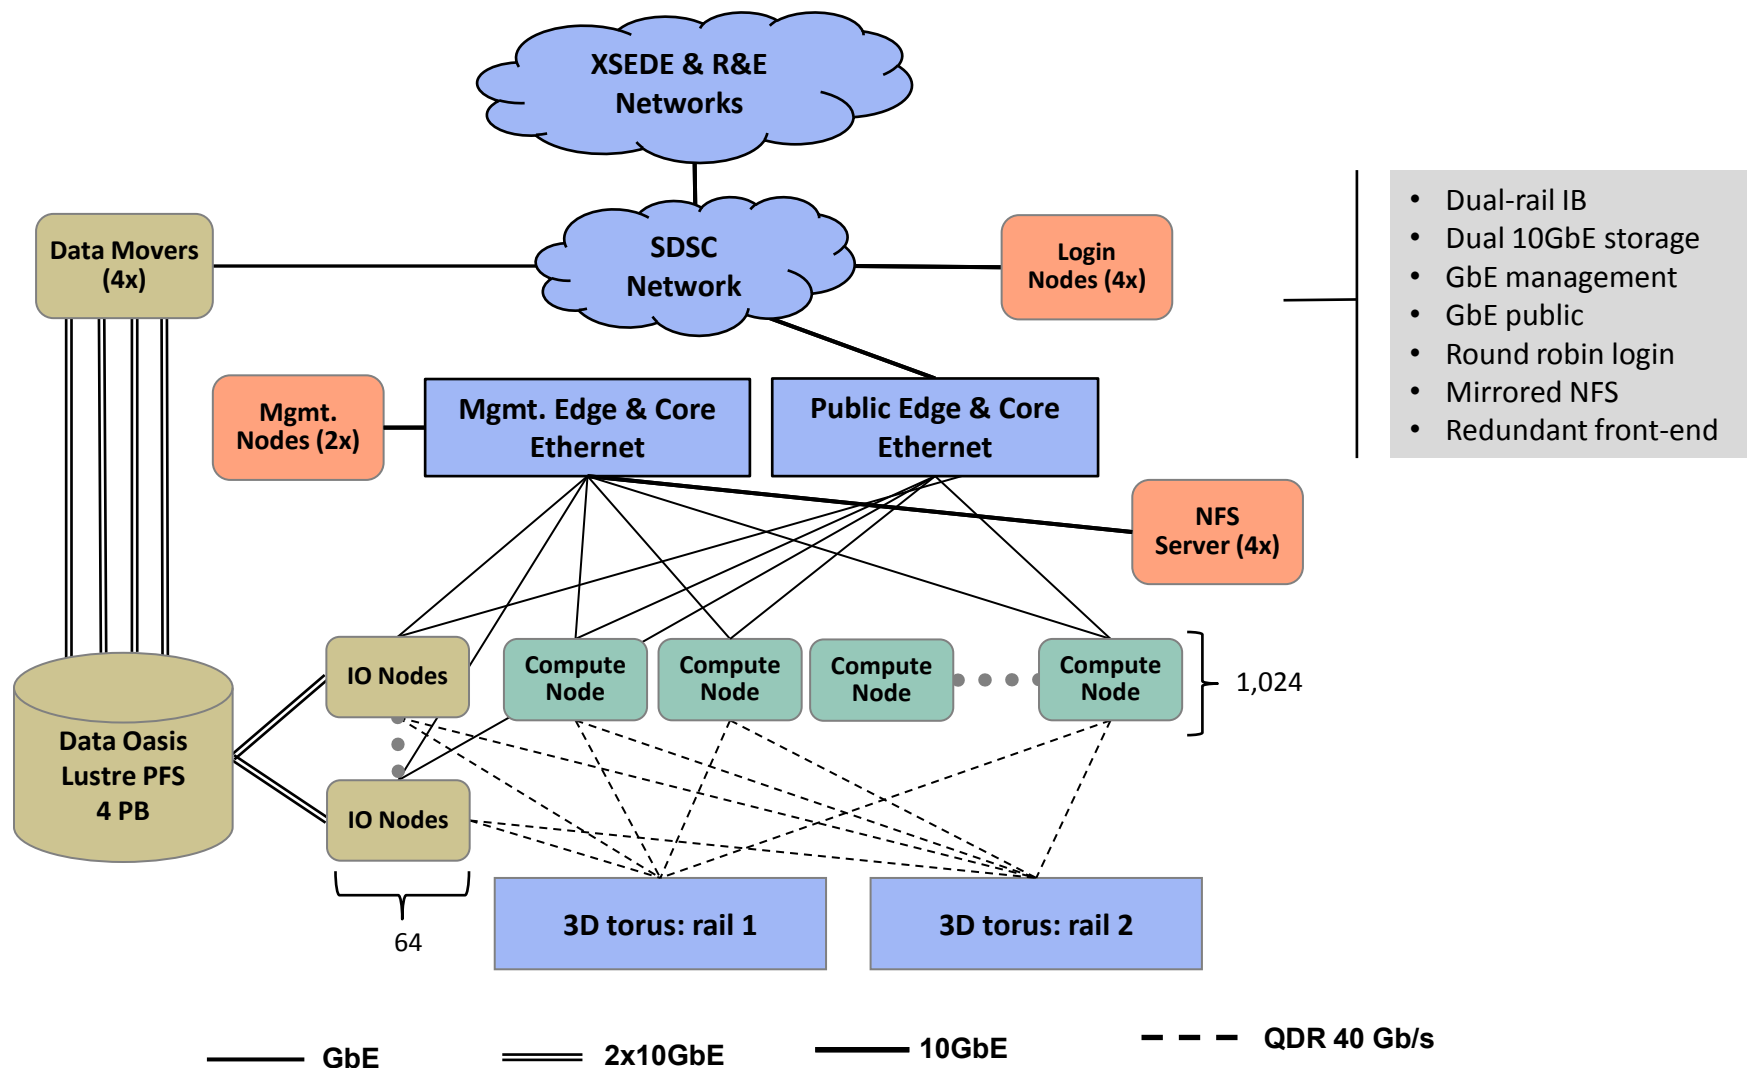 XSEDE & R&E
Networks
Data Movers
(4x)
SDSC
Network
Login
Nodes (4x)
• Dual-rail IB
• Dual 10GbE storage
• GbE management
• GbE public
• Round robin login
• Mirrored NFS
• Redundant front-end
Mgmt.
Nodes (2x)
Mgmt. Edge & Core
Ethernet
Public Edge & Core
Ethernet
NFS
Server (4x)
IO Nodes
Compute
Node
Compute
Node
Compute
Node
Compute
Node
1,024
Data Oasis
Lustre PFS
4 PB
IO Nodes
64
3D torus: rail 1
3D torus: rail 2
GbE
2x10GbE
10GbE
QDR 40 Gb/s